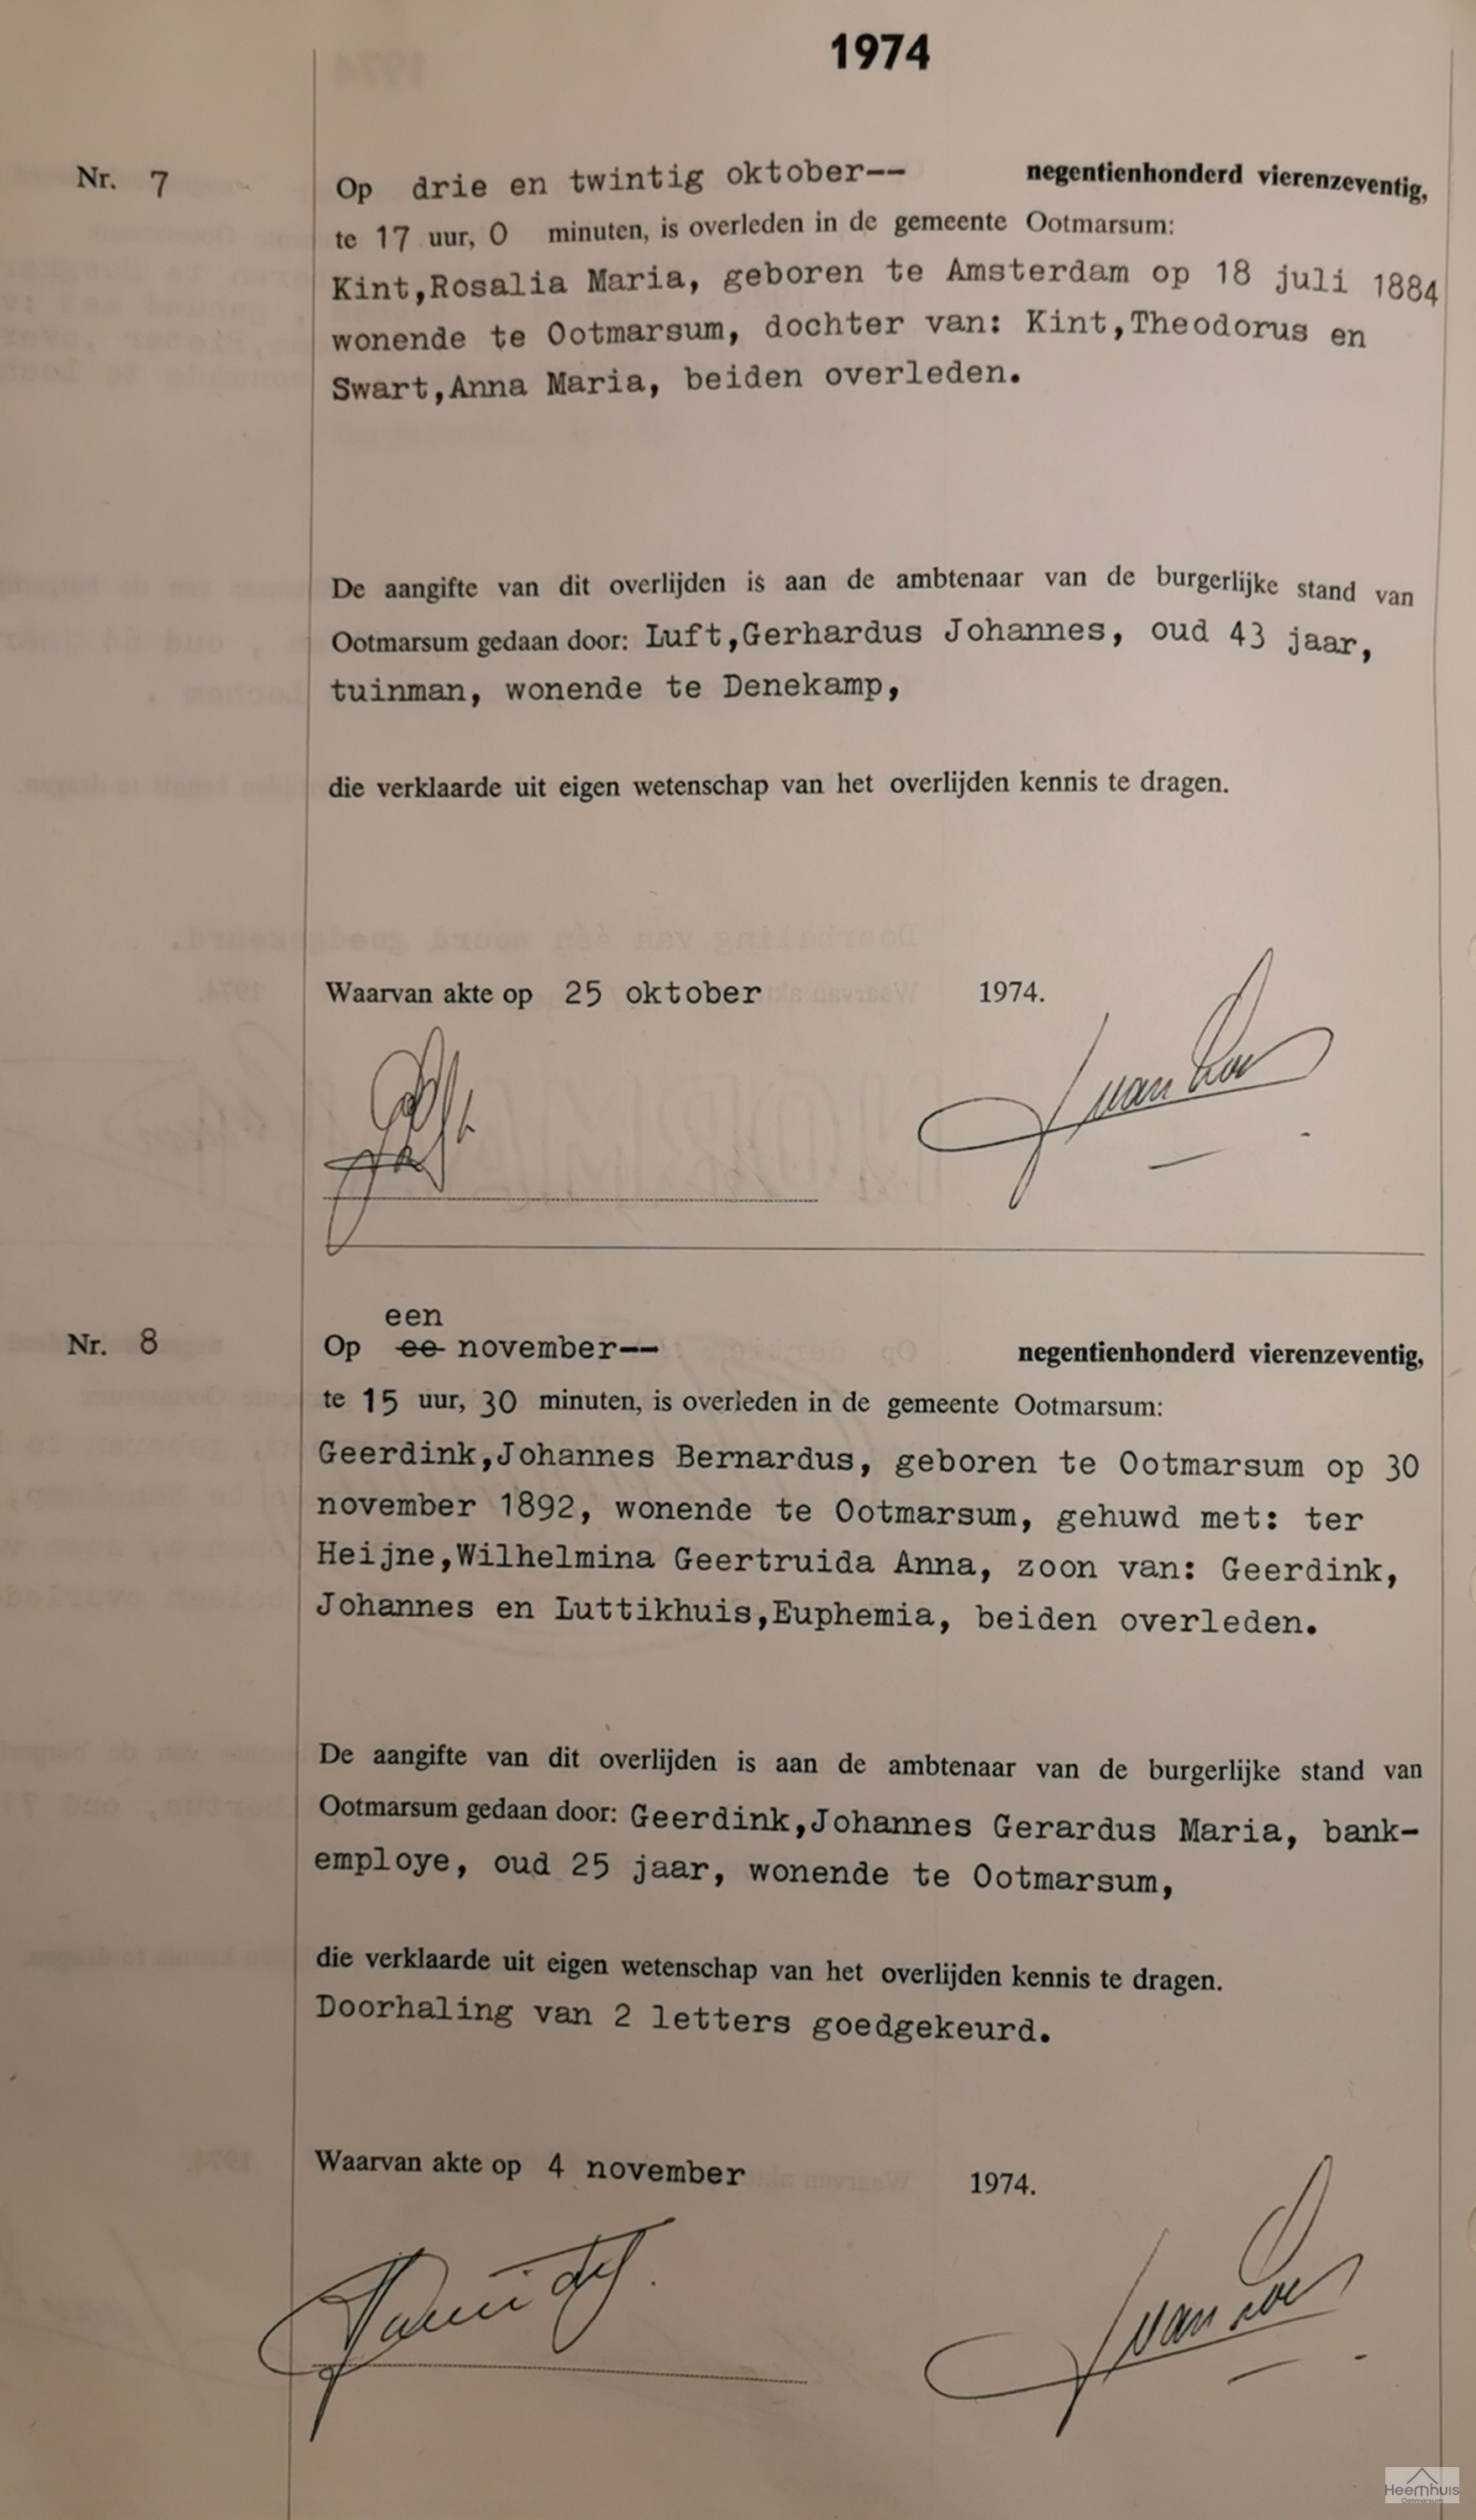 1974
Nr. 7
Op drie en twintig oktober-- negentienhonderd vierenzeventig,
te 17 uur, 0 minuten, is overleden in de gemeente Ootmarsum:
Kint,Rosalia Maria, geboren te Amsterdam op 18 juli 1884
wonende te Ootmarsum, dochter van: Kint,Theodorus en
Swart,Anna Maria, beiden overleden.
De aangifte van dit overlijden is aan de ambtenaar van de burgerlijke stand van
Ootmarsum gedaan door: Luft,Gerhardus Johannes, oud 43 jaar,
tuinman, wonende te Denekamp,
die verklaarde uit eigen wetenschap van het overlijden kennis te dragen.
Waarvan akte op 25 oktober 1974.
een
Nr. 8
Op ee november-- negentienhonderd vierenzeventig,
te 15 uur, 30 minuten, is overleden in de gemeente Ootmarsum:
Geerdink,Johannes Bernardus, geboren te Ootmarsum op 30
november 1892, wonende te Ootmarsum, gehuwd met: ter
Heijne,Wilhelmina Geertruida Anna, zoon van: Geerdink,
Johannes en Luttikhuis,Euphemia, beiden overleden.
De aangifte van dit overlijden is aan de ambtenaar van de burgerlijke stand van
Ootmarsum gedaan door: Geerdink,Johannes Gerardus Maria, bank-
employe, oud 25 jaar, wonende te Ootmarsum,
die verklaarde uit eigen wetenschap van het overlijden kennis te dragen.
Doorhaling van 2 letters goedgekeurd.
Waarvan akte op 4 november 1974.
Heemhuis
Ootmarsum